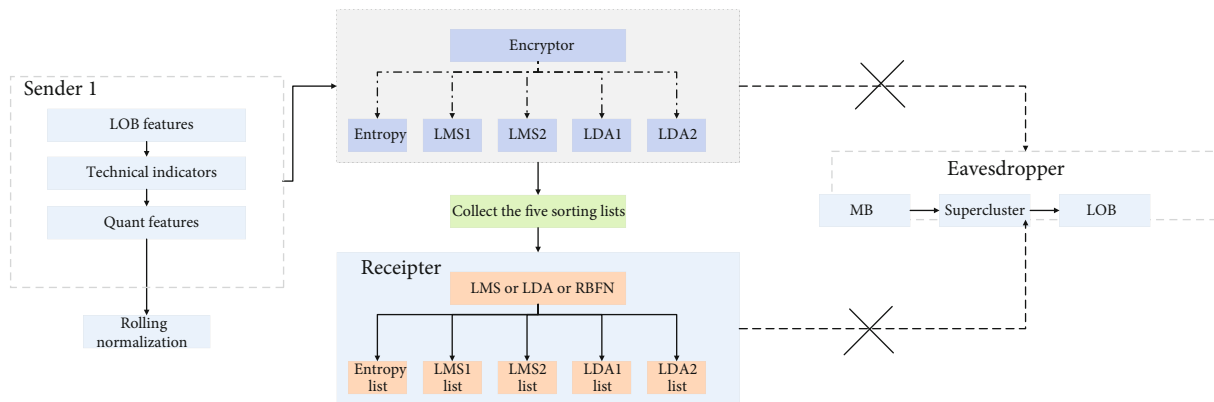 Sender 1
LOB features
Technical indicators
Quant features
Rolling
normalization
Encryptor
Entropy
LMS1
LMS2
LDA1
LDA2
Collect the five sorting lists
Receipter
LMS or LDA or RBFN
Entropy
list
LMS1
list
LMS2
list
LDA1
list
LDA2
list
Eavesdropper
MB
Supercluster
LOB